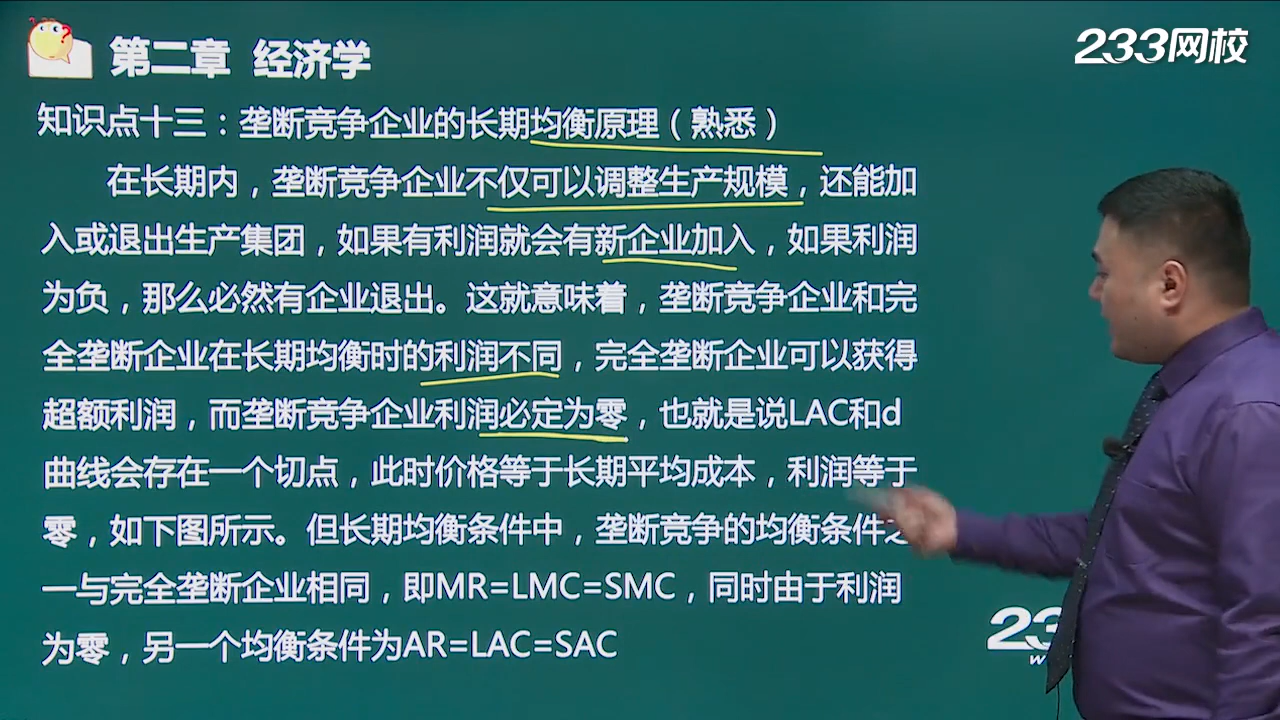 第二章 经济学
233网校
知识点十三：垄断竞争企业的长期均衡原理（熟悉）
在长期内，垄断竞争企业不仅可以调整生产规模，还能加
入或退出生产集团，如果有利润就会有新企业加入，如果利润
为负，那么必然有企业退出。这就意味着，垄断竞争企业和完
全垄断企业在长期均衡时的利润不同，完全垄断企业可以获得
超额利润，而垄断竞争企业利润必定为零，也就是说LAC和d
曲线会存在一个切点，此时价格等于长期平均成本，利润等于
零，如下图所示。但长期均衡条件中，垄断竞争的均衡条件之
一与完全垄断企业相同，即MR=LMC=SMC，同时由于利润
为零，另一个均衡条件为AR=LAC=SAC